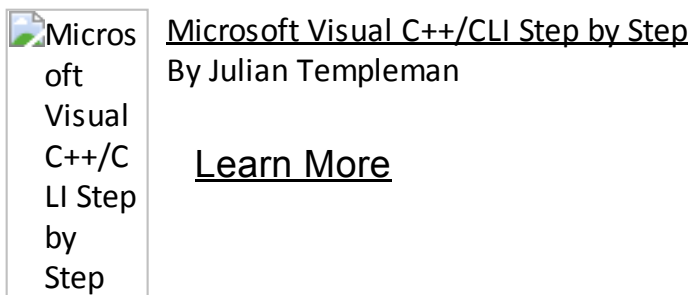 Micros
oft
Visual
C++/C
LI Step
by
Step
Microsoft Visual C++/CLI Step by Step
By Julian Templeman
Learn More